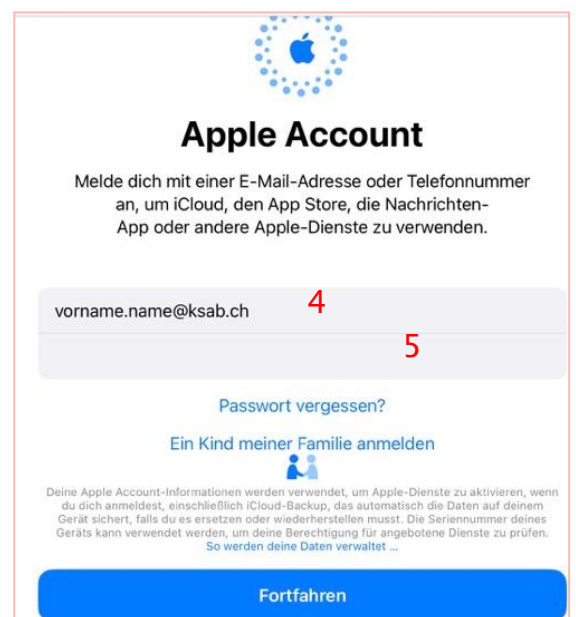 Apple Account
Melde dich mit einer E-Mail-Adresse oder Telefonnummer
an, um iCloud, den App Store, die Nachrichten-
App oder andere Apple-Dienste zu verwenden.
vorname.name@ksab.ch 4
5
Passwort vergessen?
Ein Kind meiner Familie anmelden
Deine Apple Account-Informationen werden verwendet, um Apple-Dienste zu aktivieren, wenn
du dich anmeldest, einschließlich iCloud-Backup, das automatisch die Daten auf deinem
Gerät sichert, falls du es ersetzen oder wiederherstellen musst. Die Seriennummer deines
Geräts kann verwendet werden, um deine Berechtigung für angebotene Dienste zu prüfen.
So werden deine Daten verwaltet ...
Fortfahren